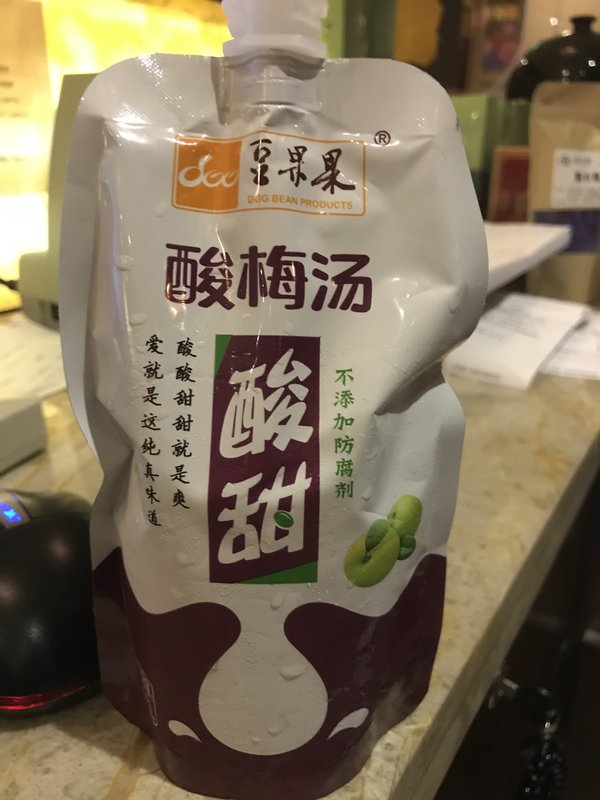 豆果果
®
DGG BEAN PRODUCTS
酸梅汤
酸甜
酸酸甜甜就是爽
爱就是这纯真味道
不添加防腐剂